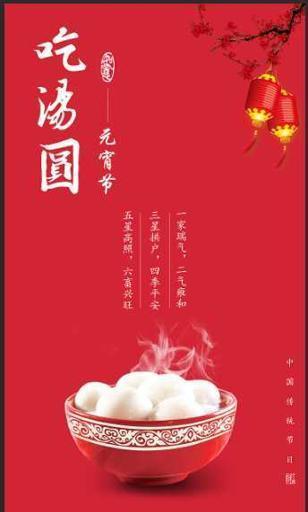 吃汤圆
元宵节
一家瑞气，二气雍和
三星拱户，四季平安
五星高照，六畜兴旺
中国传统节日